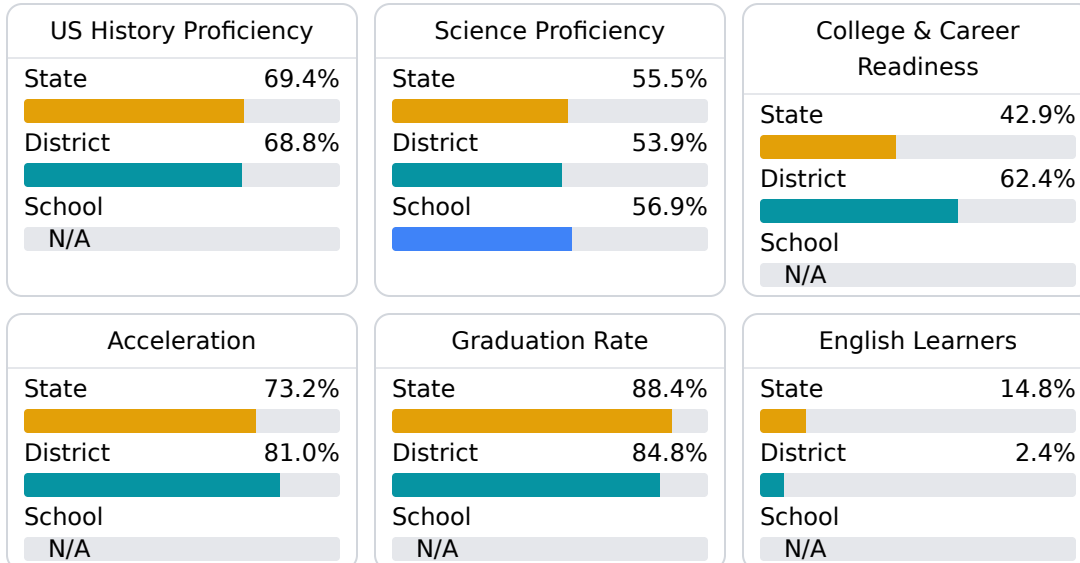 US History Proficiency
State 69.4%
District 68.8%
School
N/A
Science Proficiency
State 55.5%
District 53.9%
School 56.9%
College & Career
Readiness
State 42.9%
District 62.4%
School
N/A
Acceleration
State 73.2%
District 81.0%
School
N/A
Graduation Rate
State 88.4%
District 84.8%
School
N/A
English Learners
State 14.8%
District 2.4%
School
N/A